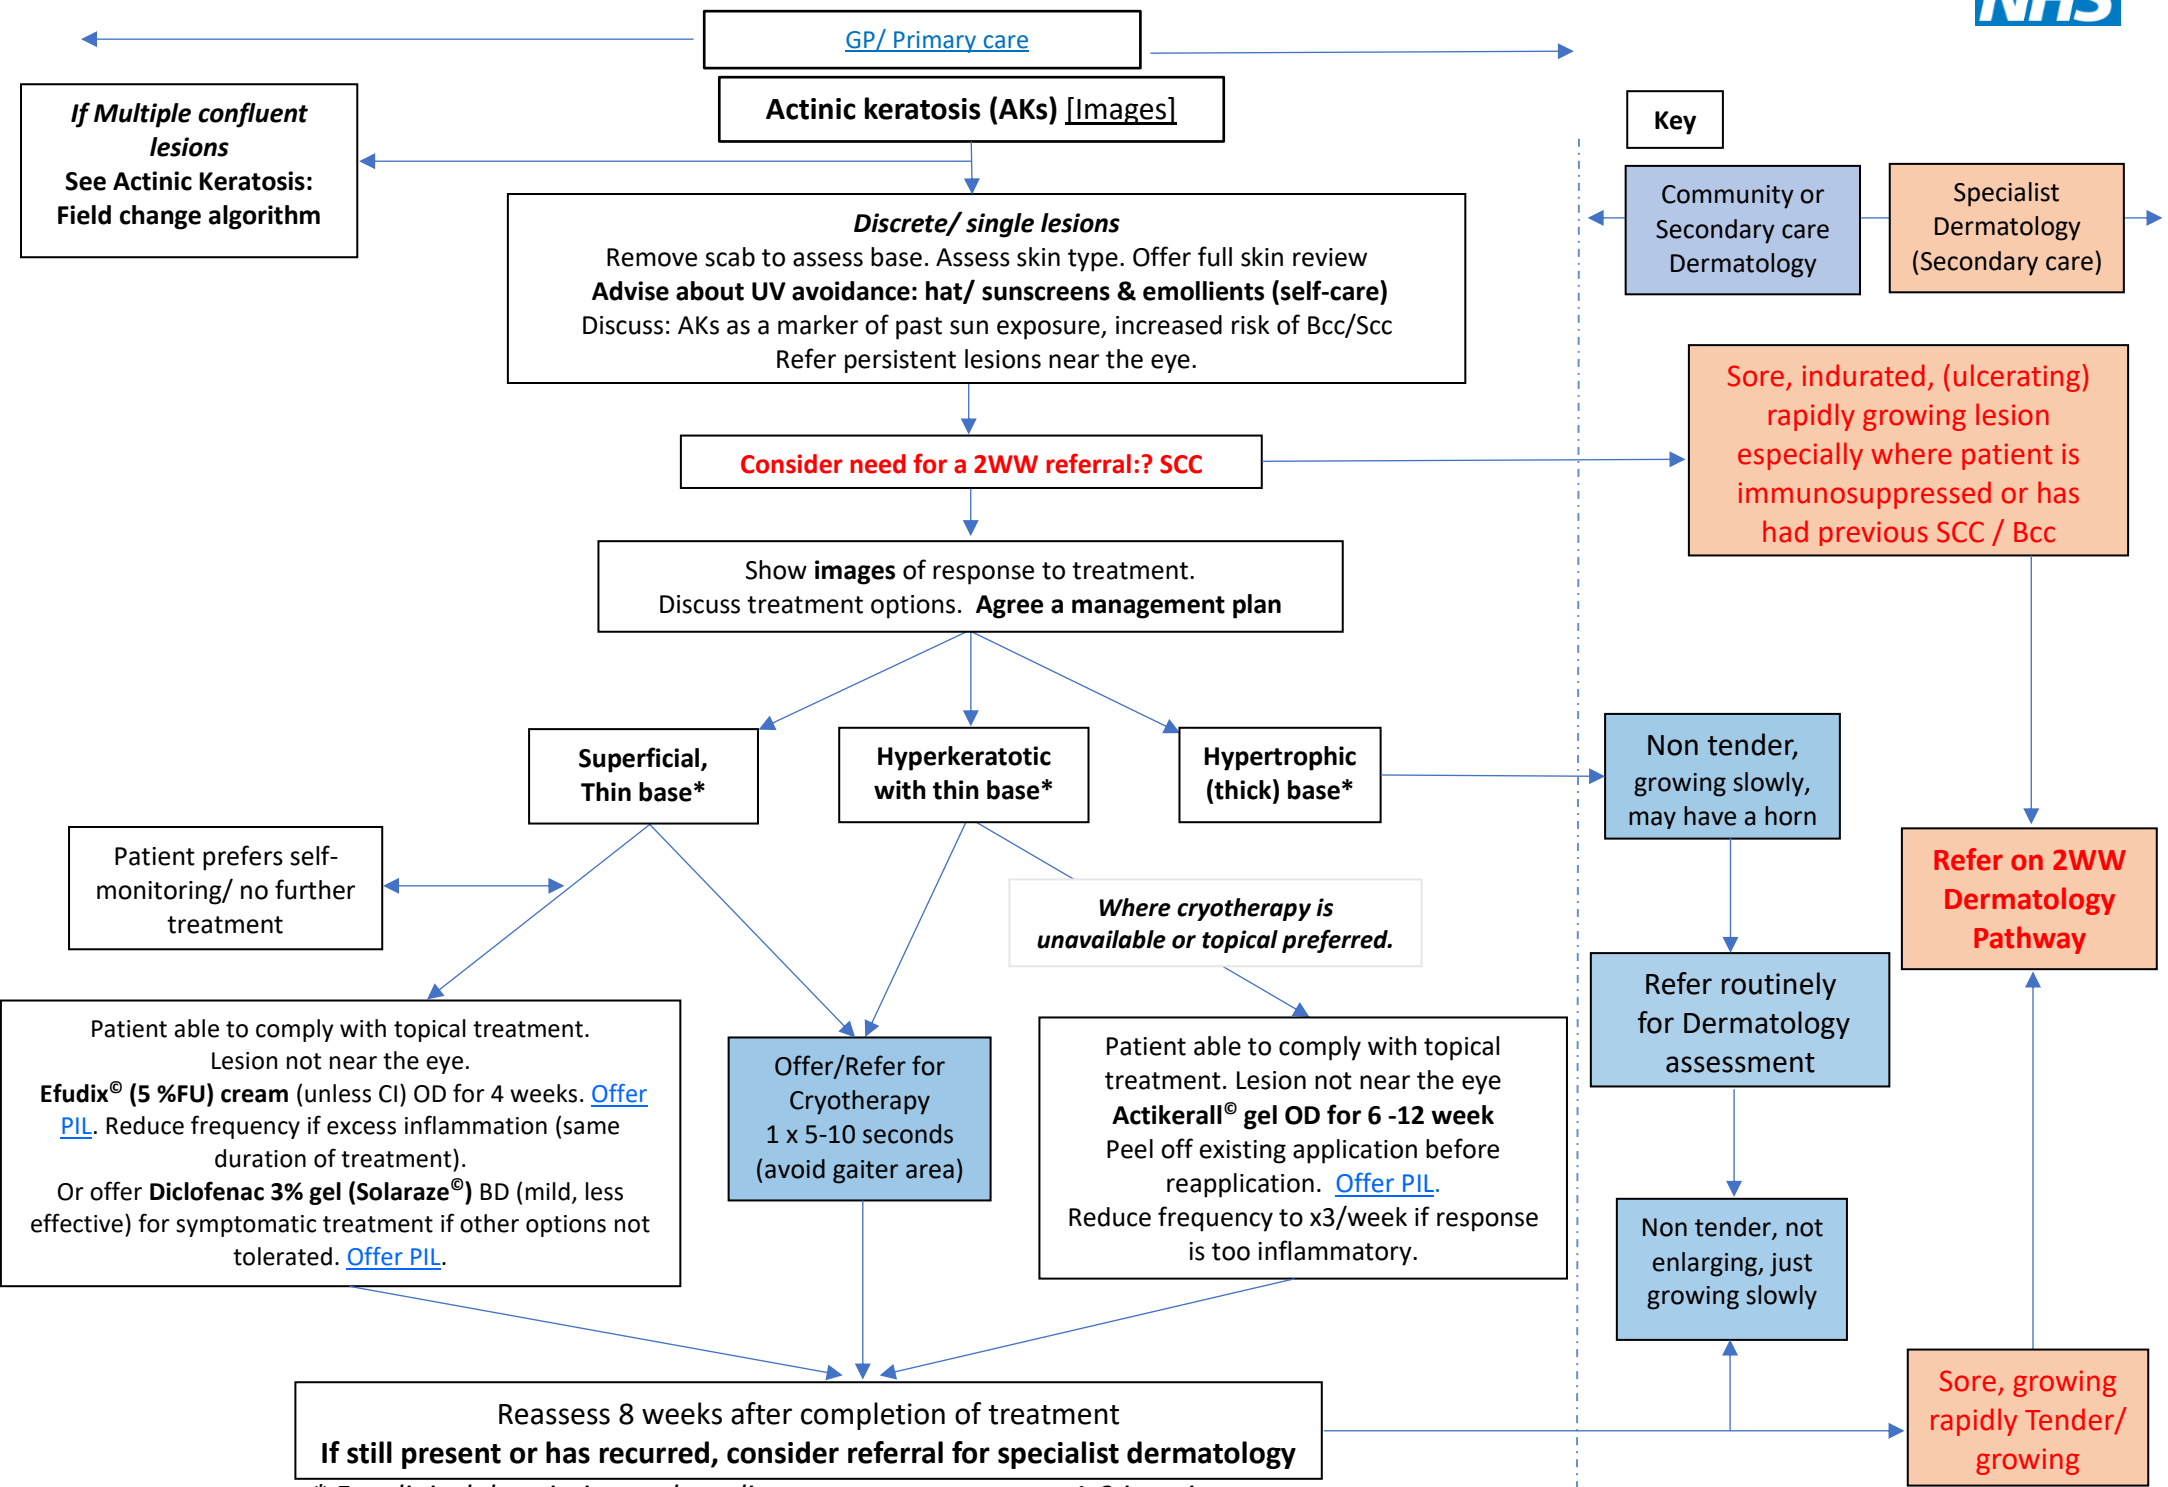 NHS
GP/ Primary care
Actinic keratosis (AKs) [Images]
If Multiple confluent
lesions
See Actinic Keratosis:
Field change algorithm
Key
Community or
Secondary care
Dermatology
Specialist
Dermatology
(Secondary care)
Discrete/ single lesions
Remove scab to assess base. Assess skin type. Offer full skin review
Advise about UV avoidance: hat/ sunscreens & emollients (self-care)
Discuss: AKs as a marker of past sun exposure, increased risk of Bcc/Scc
Refer persistent lesions near the eye.
Consider need for a 2WW referral:? SCC
Sore, indurated, (ulcerating)
rapidly growing lesion
especially where patient is
immunosuppressed or has
had previous SCC / Bcc
Show images of response to treatment.
Discuss treatment options. Agree a management plan
Superficial,
Thin base*
Hyperkeratotic
with thin base*
Hypertrophic
(thick) base*
Non tender,
growing slowly,
may have a horn
Patient prefers self-
monitoring/ no further
treatment
Where cryotherapy is
unavailable or topical preferred.
Refer on 2WW
Dermatology
Pathway
Refer routinely
for Dermatology
assessment
Patient able to comply with topical treatment.
Lesion not near the eye.
Efudix© (5 %FU) cream (unless CI) OD for 4 weeks. Offer
PIL. Reduce frequency if excess inflammation (same
duration of treatment).
Or offer Diclofenac 3% gel (Solaraze©) BD (mild, less
effective) for symptomatic treatment if other options not
tolerated. Offer PIL.
Offer/Refer for
Cryotherapy
1 x 5-10 seconds
(avoid gaiter area)
Patient able to comply with topical
treatment. Lesion not near the eye
Actikerall© gel OD for 6 -12 week
Peel off existing application before
reapplication. Offer PIL.
Reduce frequency to x3/week if response
is too inflammatory.
Non tender, not
enlarging, just
growing slowly
Reassess 8 weeks after completion of treatment
If still present or has recurred, consider referral for specialist dermatology
Sore, growing
rapidly Tender/
growing